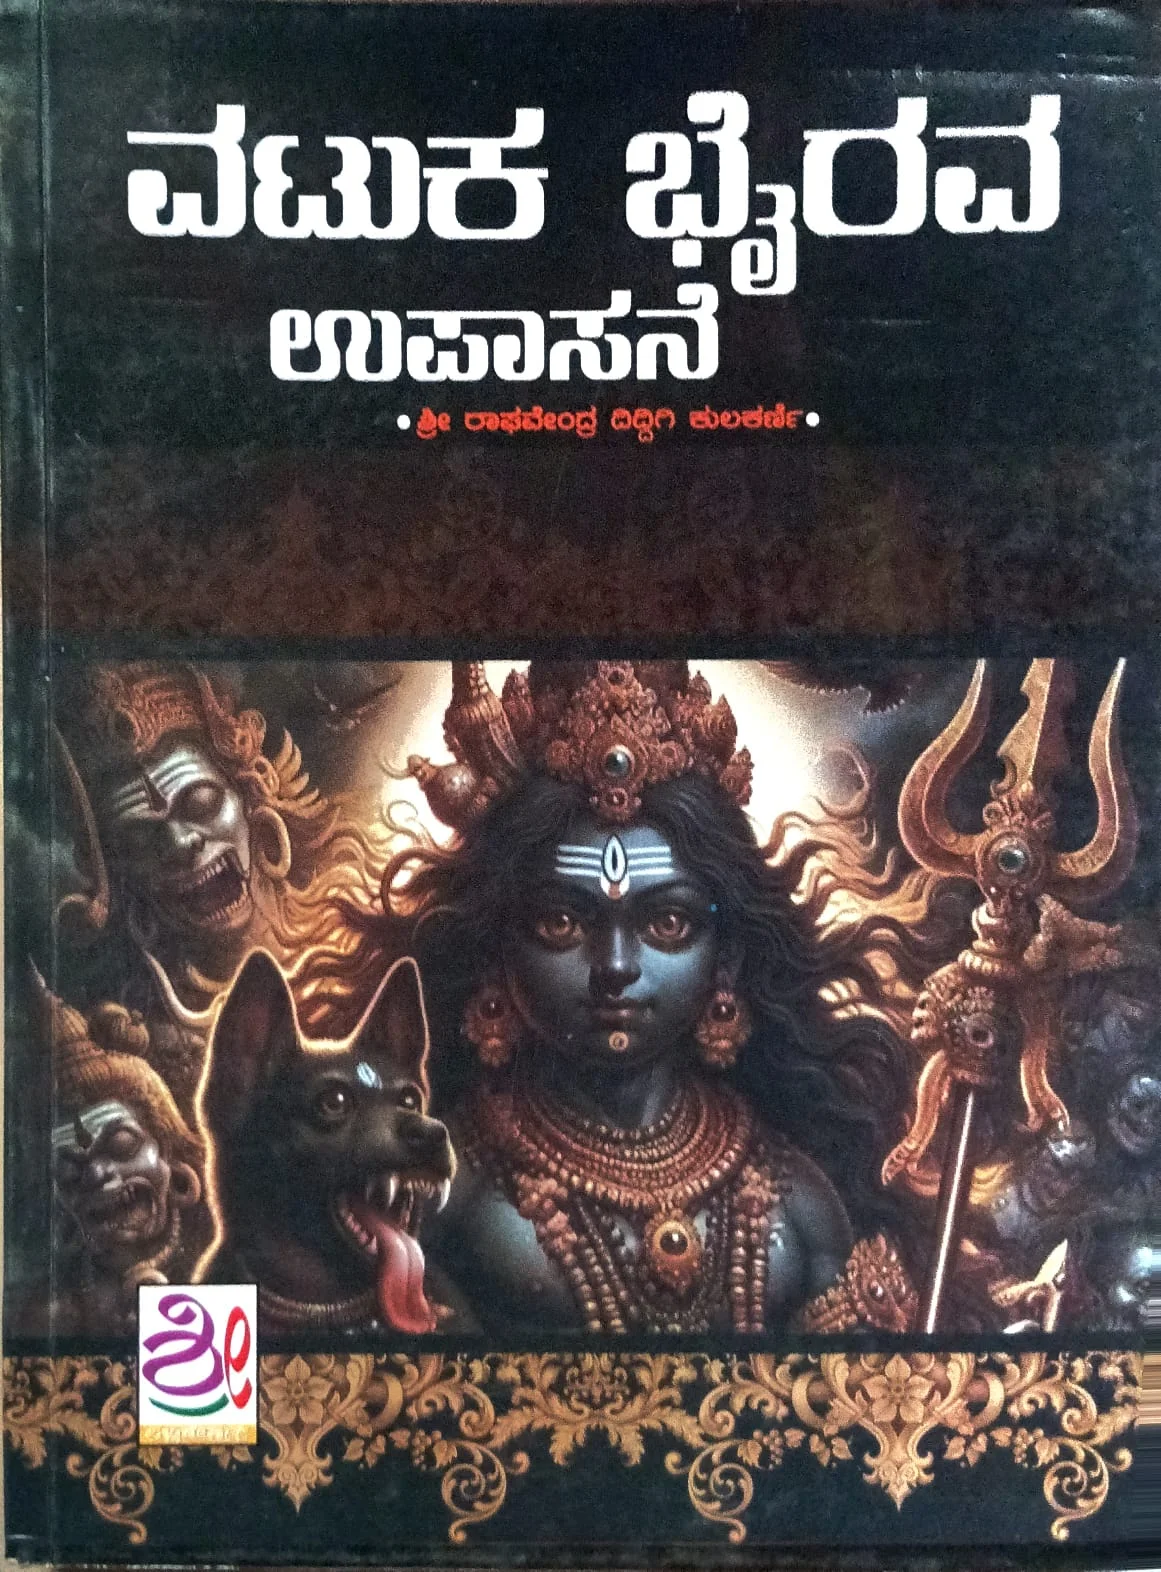 ವಟುಕ ಭೈರವ
ಉಪಾಸನೆ
• ಶ್ರೀ ರಾಘವೇಂದ್ರ ದಿದ್ದಿಗಿ ಕುಲಕರ್ಣಿ •
ಶ್ರೀ